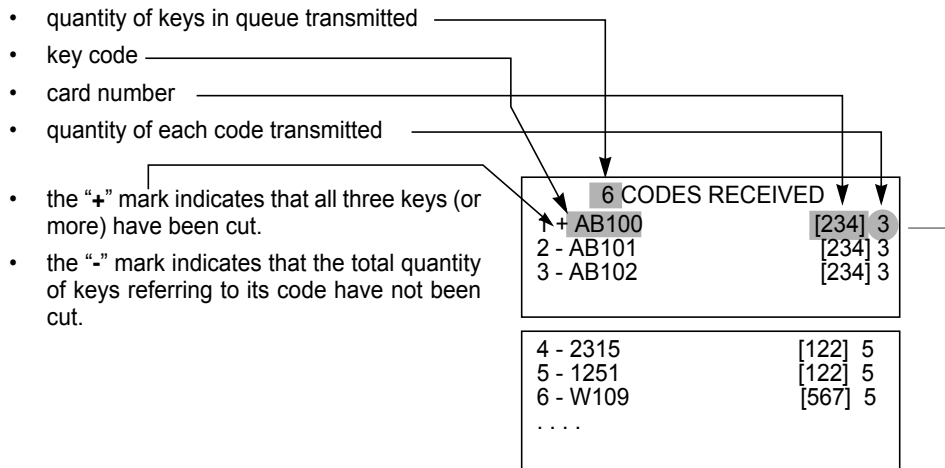 • quantity of keys in queue transmitted
• key code
• card number
• quantity of each code transmitted
• the “+” mark indicates that all three keys (or
more) have been cut.
• the “-” mark indicates that the total quantity
of keys referring to its code have not been
cut.
6 CODES RECEIVED
1 + AB100 [234] 3
2 - AB101 [234] 3
3 - AB102 [234] 3
4 - 2315 [122] 5
5 - 1251 [122] 5
6 - W109 [567] 5
. . . .